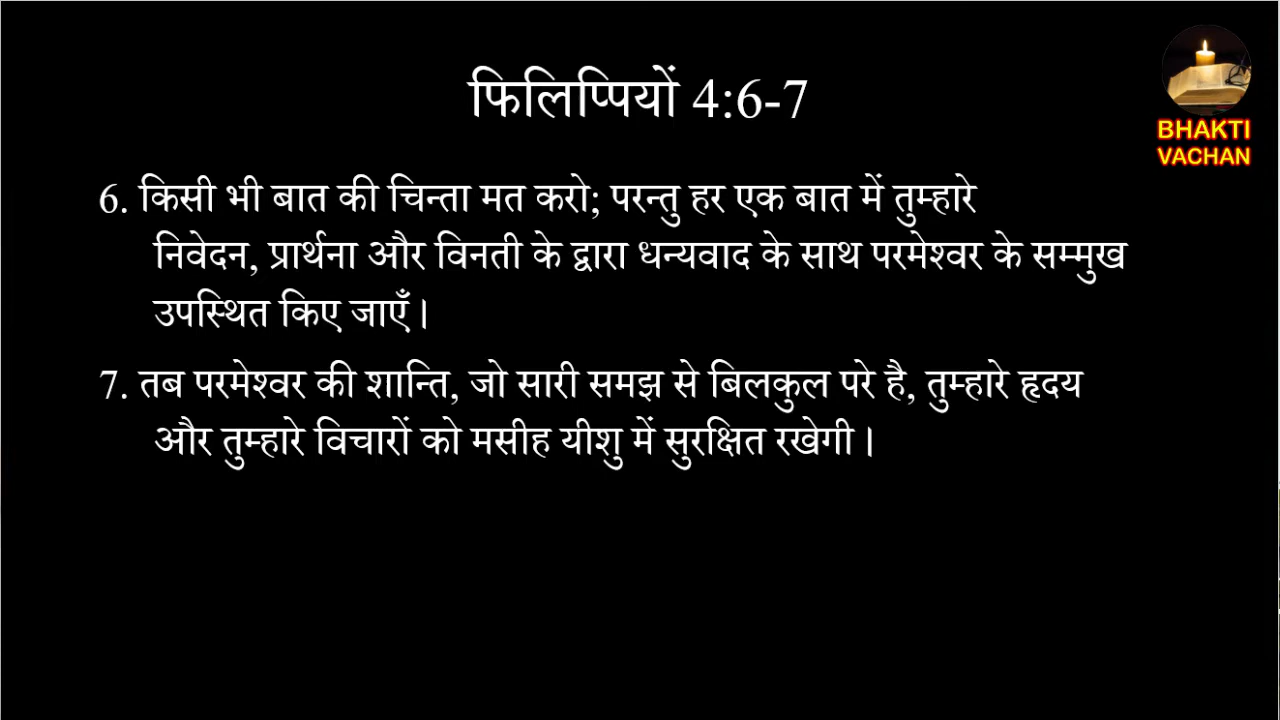 फिलिप्पियों 4:6-7
BHAKTI
VACHAN
6. किसी भी बात की चिन्ता मत करो; परन्तु हर एक बात में तुम्हारे
निवेदन, प्रार्थना और विनती के द्वारा धन्यवाद के साथ परमेश्वर के सम्मुख
उपस्थित किए जाएँ।
7. तब परमेश्वर की शान्ति, जो सारी समझ से बिलकुल परे है, तुम्हारे हृदय
और तुम्हारे विचारों को मसीह यीशु में सुरक्षित रखेगी।